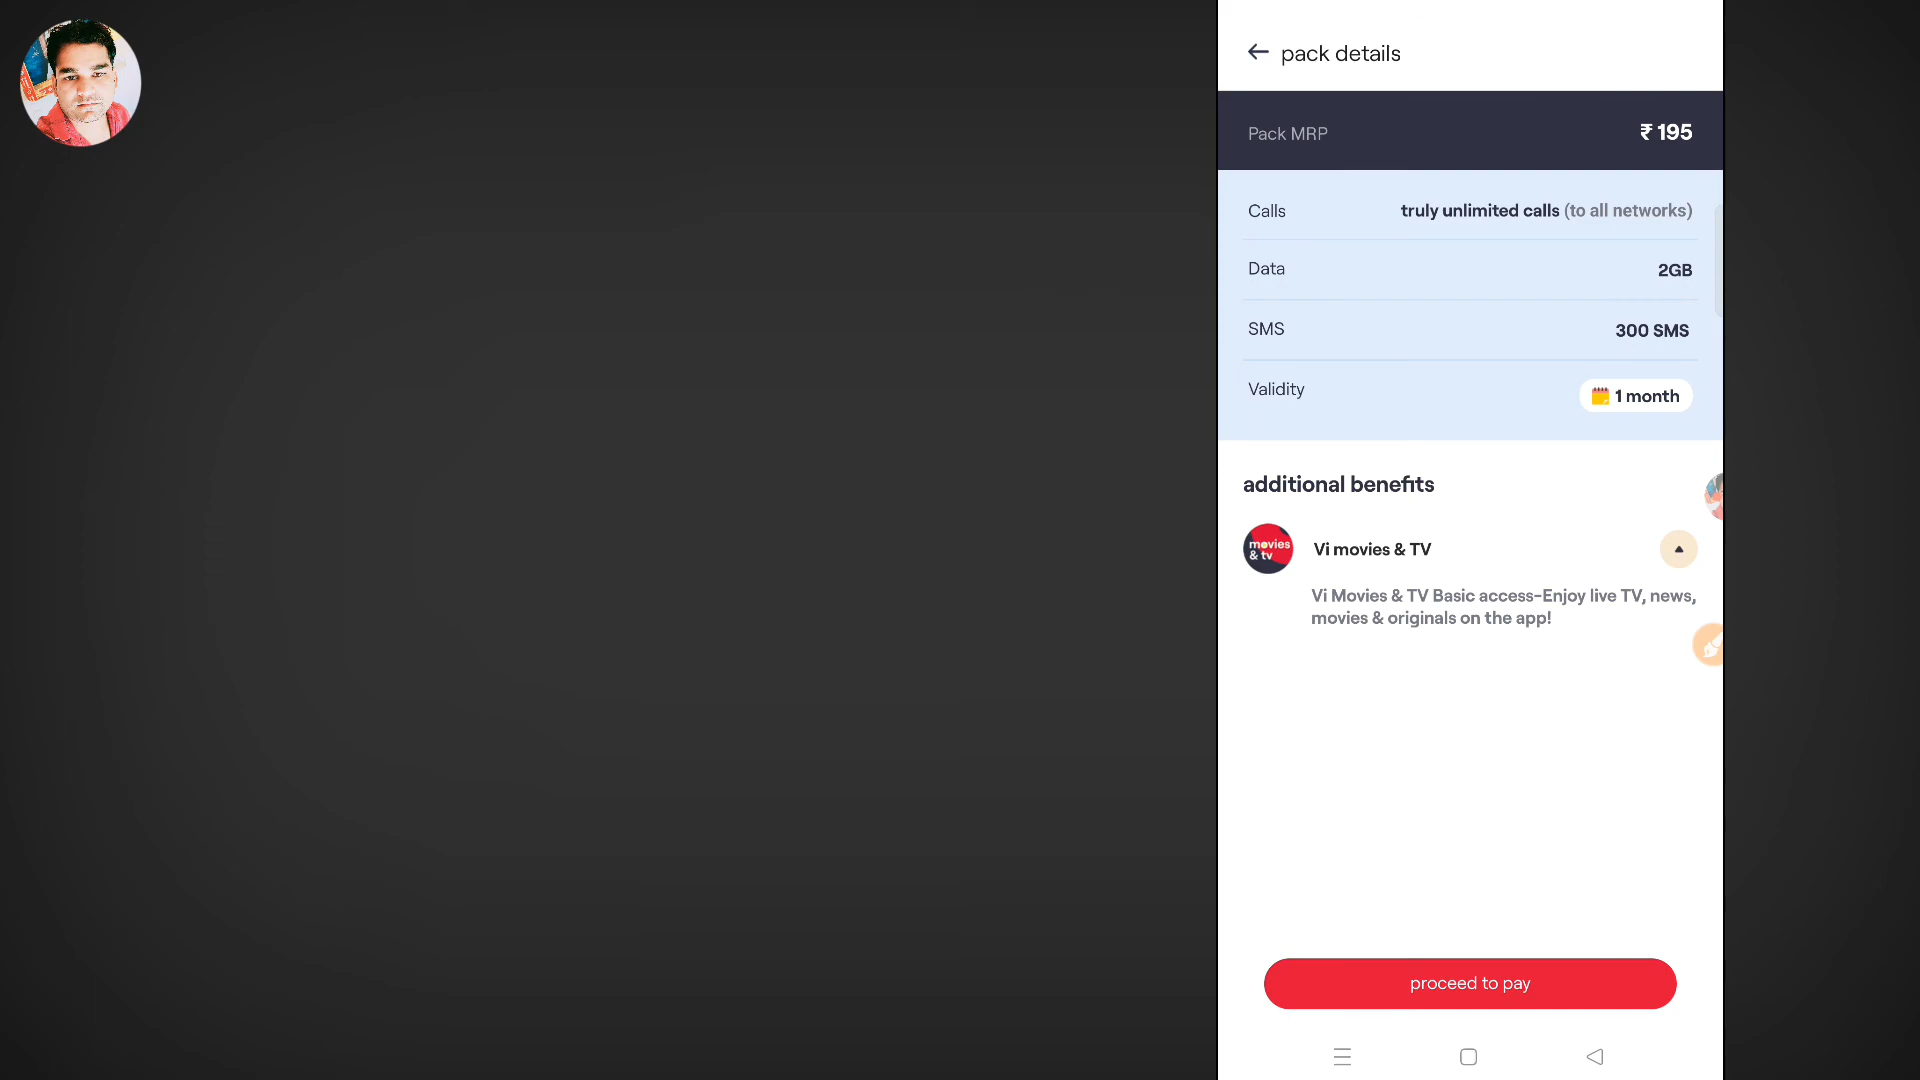 pack details
Pack MRP ₹ 195
Calls truly unlimited calls (to all networks)
Data 2GB
SMS 300 SMS
Validity 1 month
additional benefits
movies
& tv
Vi movies & TV
Vi Movies & TV Basic access-Enjoy live TV, news,
movies & originals on the app!
proceed to pay